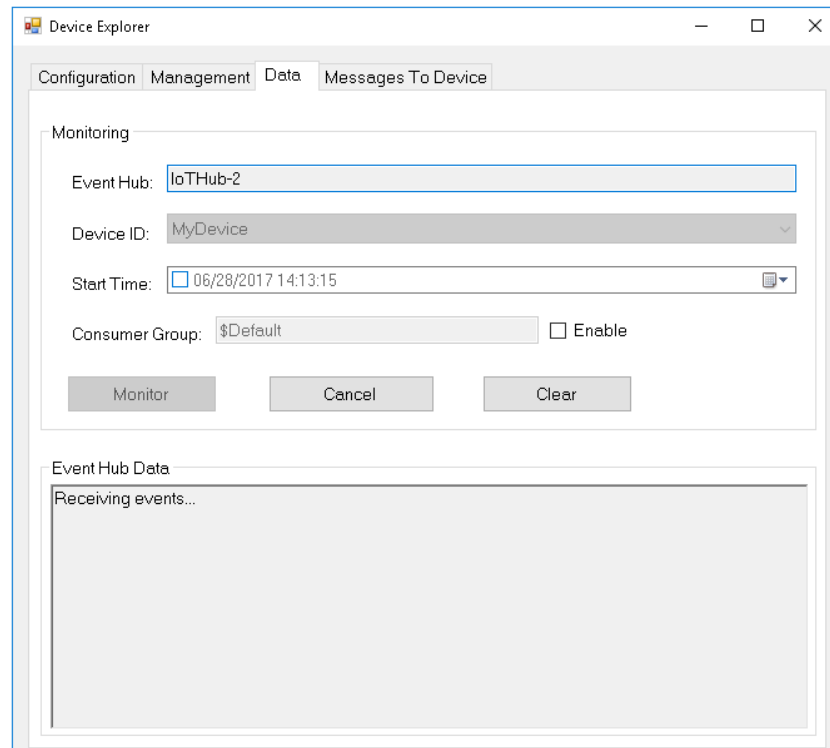 Device Explorer
Configuration Management Data Messages To Device
Monitoring
Event Hub: IoTHub-2
Device ID: MyDevice
Start Time: 06/28/2017 14:13:15
Consumer Group: $Default Enable
Monitor Cancel Clear
Event Hub Data
Receiving events...